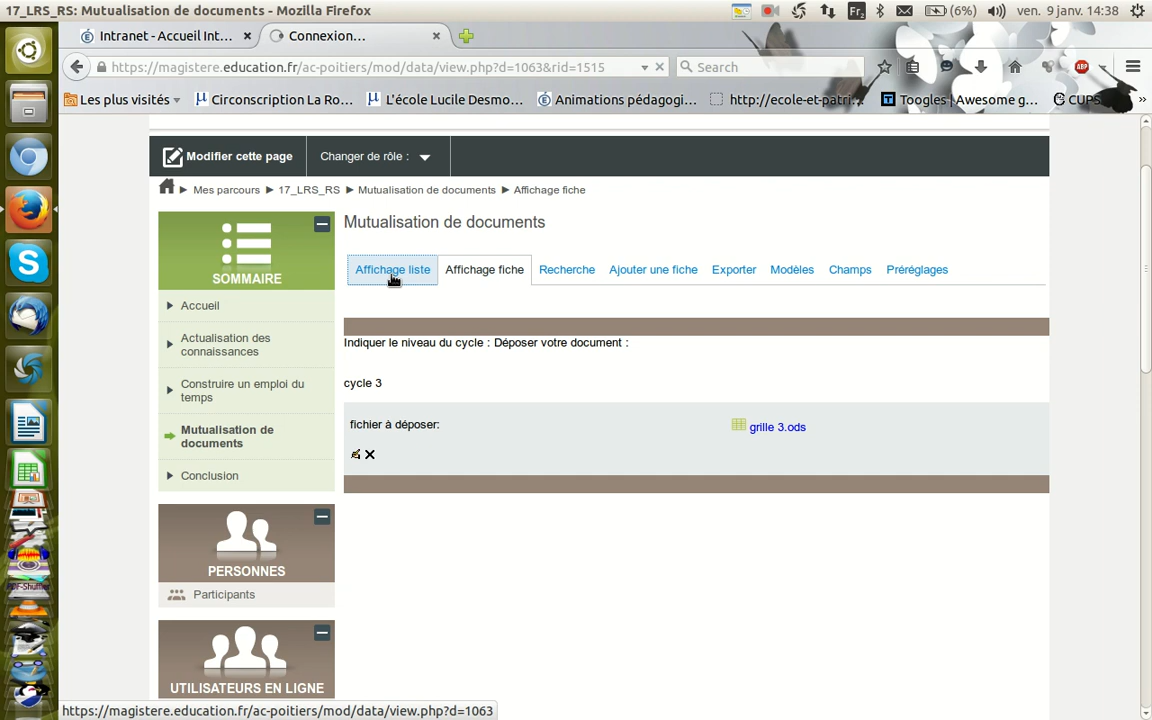 17_LRS_RS: Mutualisation de documents - Mozilla Firefox
Fr2 (6%) ven. 9 janv. 14:38
Intranet - Accueil Int...
Connexion...
https://magistere.education.fr/ac-poitiers/mod/data/view.php?d=1063&rid=1515
Search
ABP
Les plus visités
Circonscription La Ro...
L'école Lucile Desmo...
Animations pédagogi...
http://ecole-et-patri...
Toogles | Awesome g...
CUPS
Modifier cette page
Changer de rôle :
Mes parcours
17_LRS_RS
Mutualisation de documents
Affichage fiche
SOMMAIRE
Accueil
Actualisation des
connaissances
Construire un emploi du
temps
Mutualisation de
documents
Conclusion
PERSONNES
Participants
UTILISATEURS EN LIGNE
Mutualisation de documents
Affichage liste
Affichage fiche
Recherche
Ajouter une fiche
Exporter
Modèles
Champs
Préréglages
Indiquer le niveau du cycle : Déposer votre document :
cycle 3
fichier à déposer:
grille 3.ods
https://magistere.education.fr/ac-poitiers/mod/data/view.php?d=1063